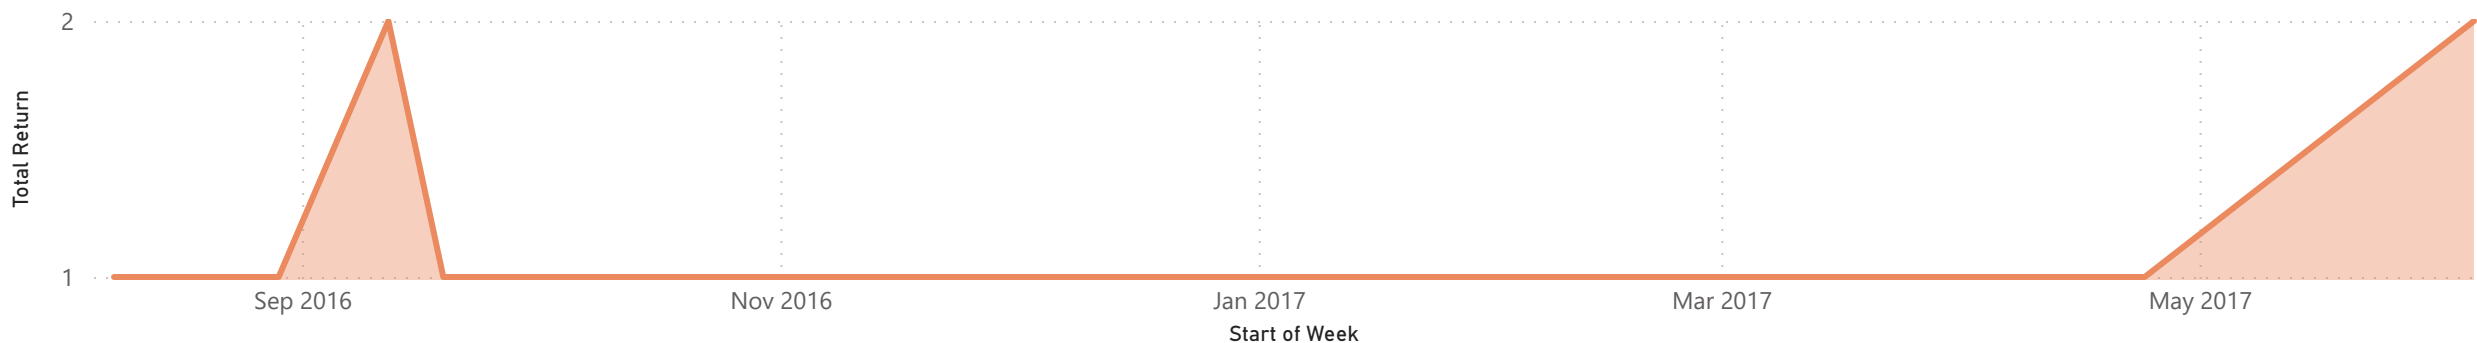 2
Total Return
1
Sep 2016 Nov 2016 Jan 2017 Mar 2017 May 2017
Start of Week